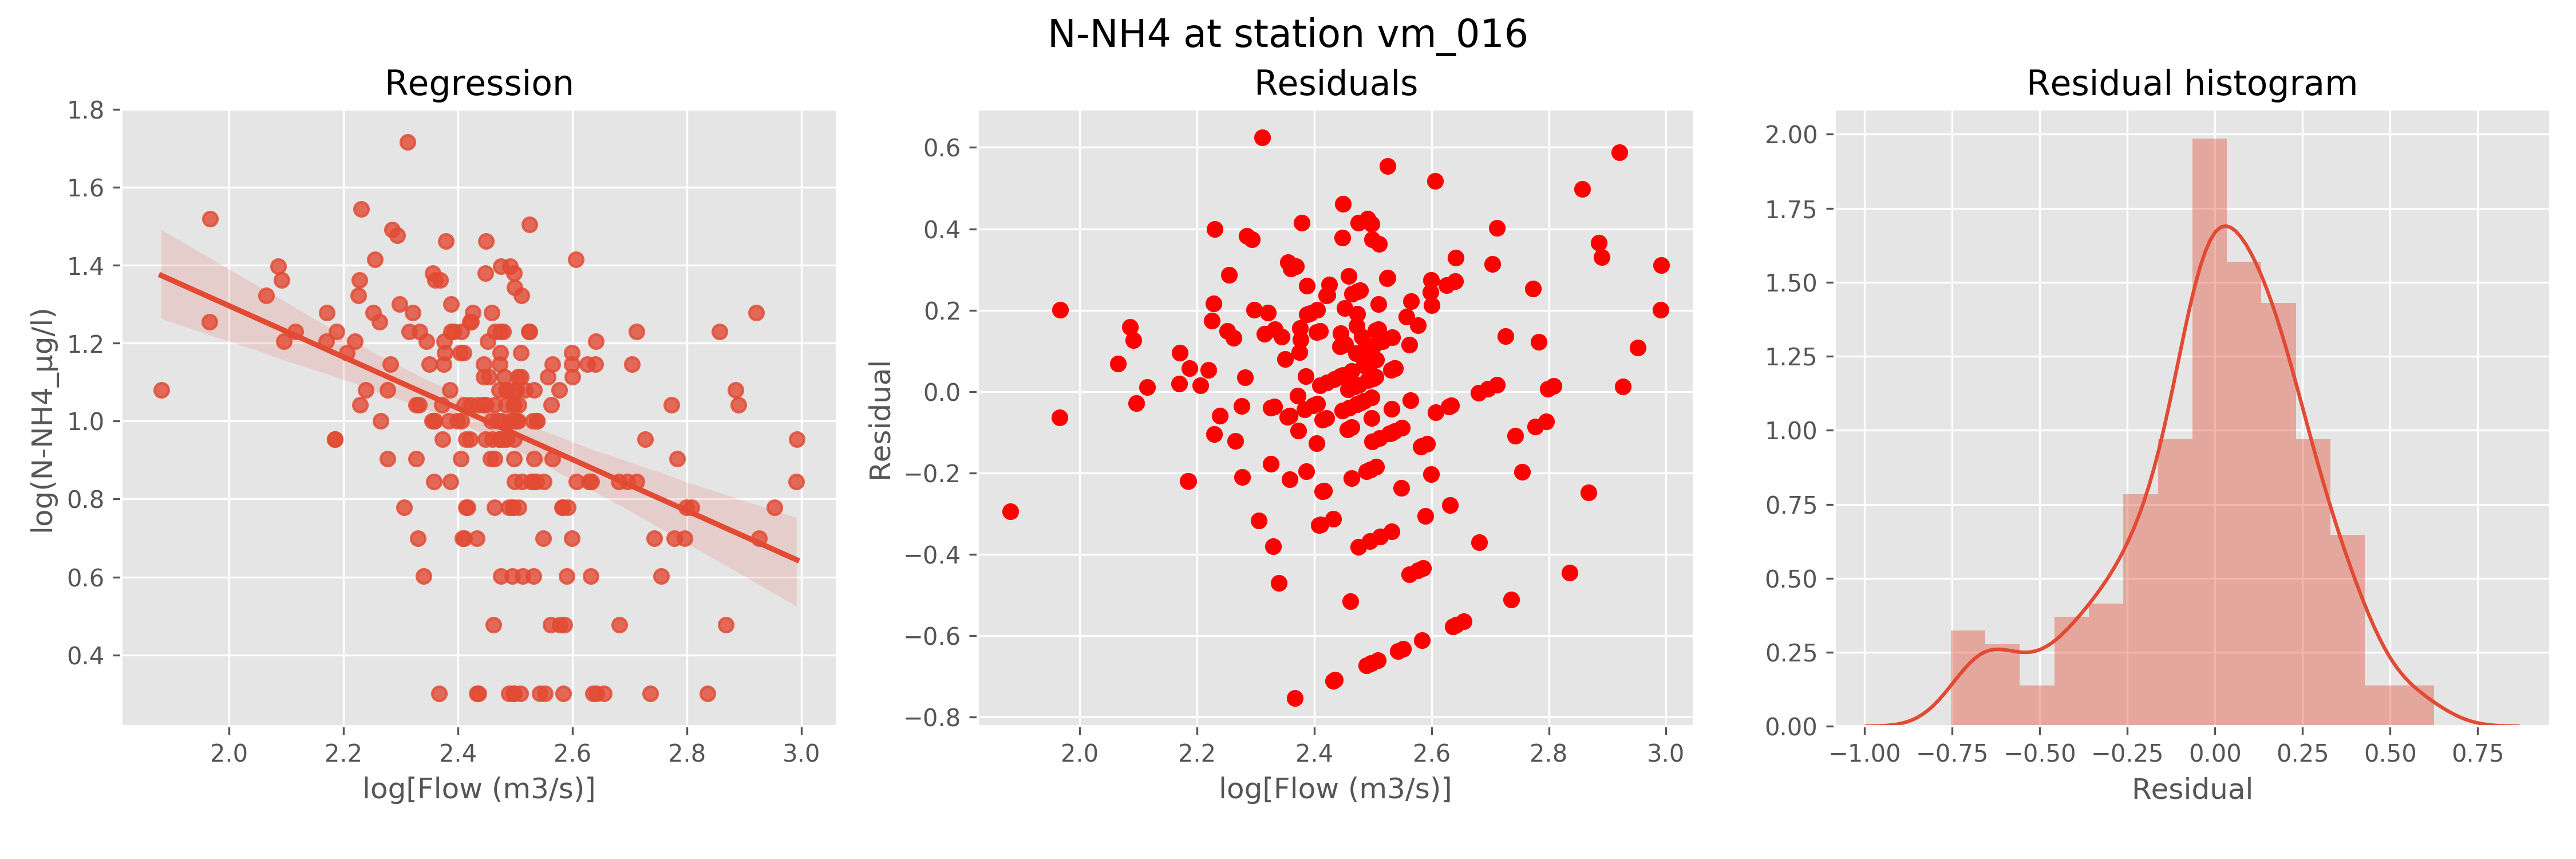 N-NH4 at station vm_016
Regression
1.8
1.6
1.4
1.2
1.0
0.8
0.6
0.4
log(N-NH4_µg/l)
2.0 2.2 2.4 2.6 2.8 3.0
log[Flow (m3/s)]
Residuals
0.6
0.4
0.2
0.0
−0.2
−0.4
−0.6
−0.8
Residual
2.0 2.2 2.4 2.6 2.8 3.0
log[Flow (m3/s)]
Residual histogram
2.00
1.75
1.50
1.25
1.00
0.75
0.50
0.25
0.00
−1.00 −0.75 −0.50 −0.25 0.00 0.25 0.50 0.75
Residual